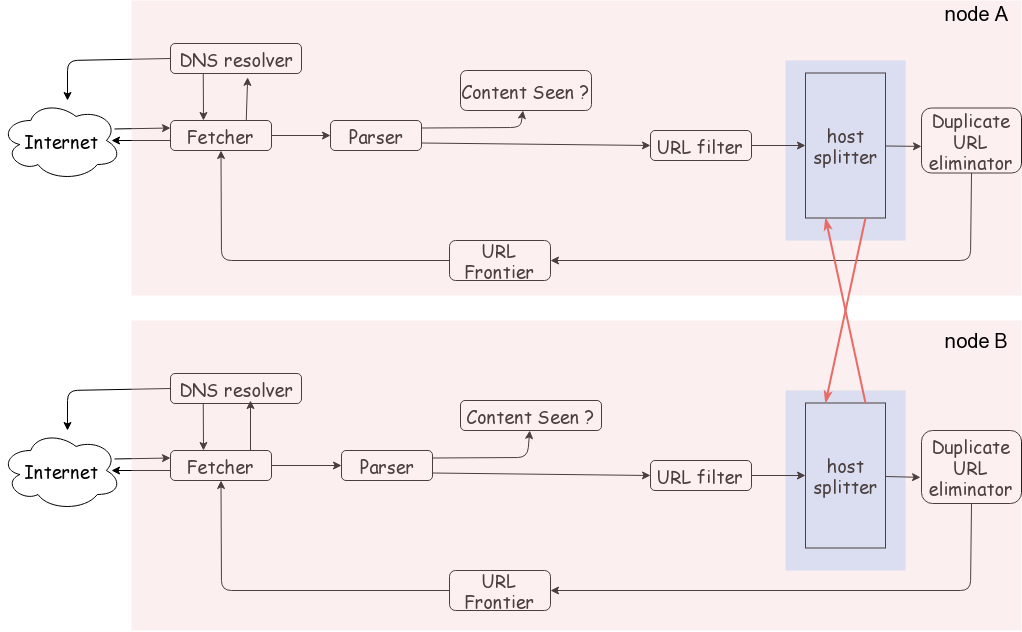 node A
DNS resolver
Content Seen ?
Internet
Fetcher
Parser
URL filter
host
splitter
Duplicate
URL
eliminator
URL
Frontier
node B
DNS resolver
Content Seen ?
Internet
Fetcher
Parser
URL filter
host
splitter
Duplicate
URL
eliminator
URL
Frontier